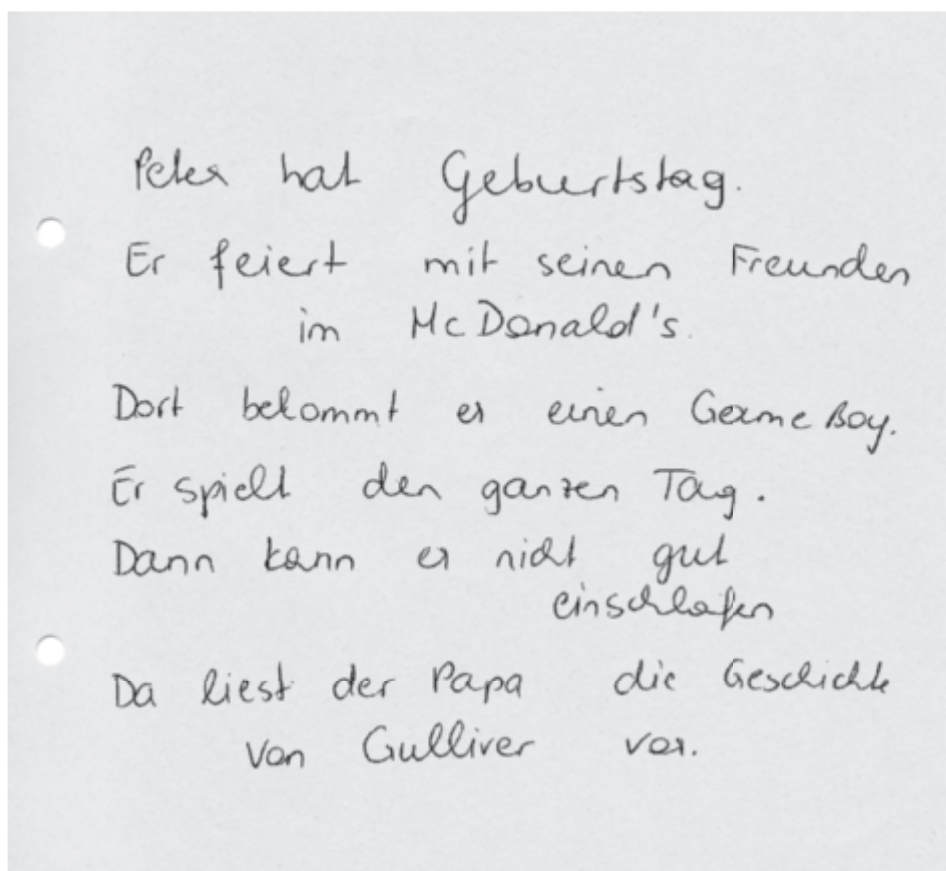 Peter hat Geburtstag.
Er feiert mit seinen Freunden
im McDonald's.
Dort bekommt er einen Game Boy.
Er spielt den ganzen Tag.
Dann kann er nicht gut
einschlafen
Da liest der Papa die Geschichte
von Gulliver vor.